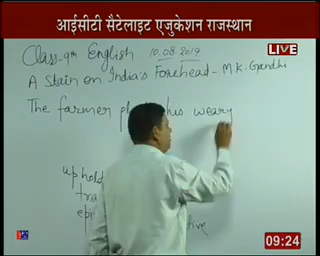 आईसीटी सैटेलाइट एजुकेशन राजस्थान
LIVE
Class-9th English 10.08.2019
A Stain on India's Forehead - M.K. Gandhi
The farmer his weary
uphold
09:24